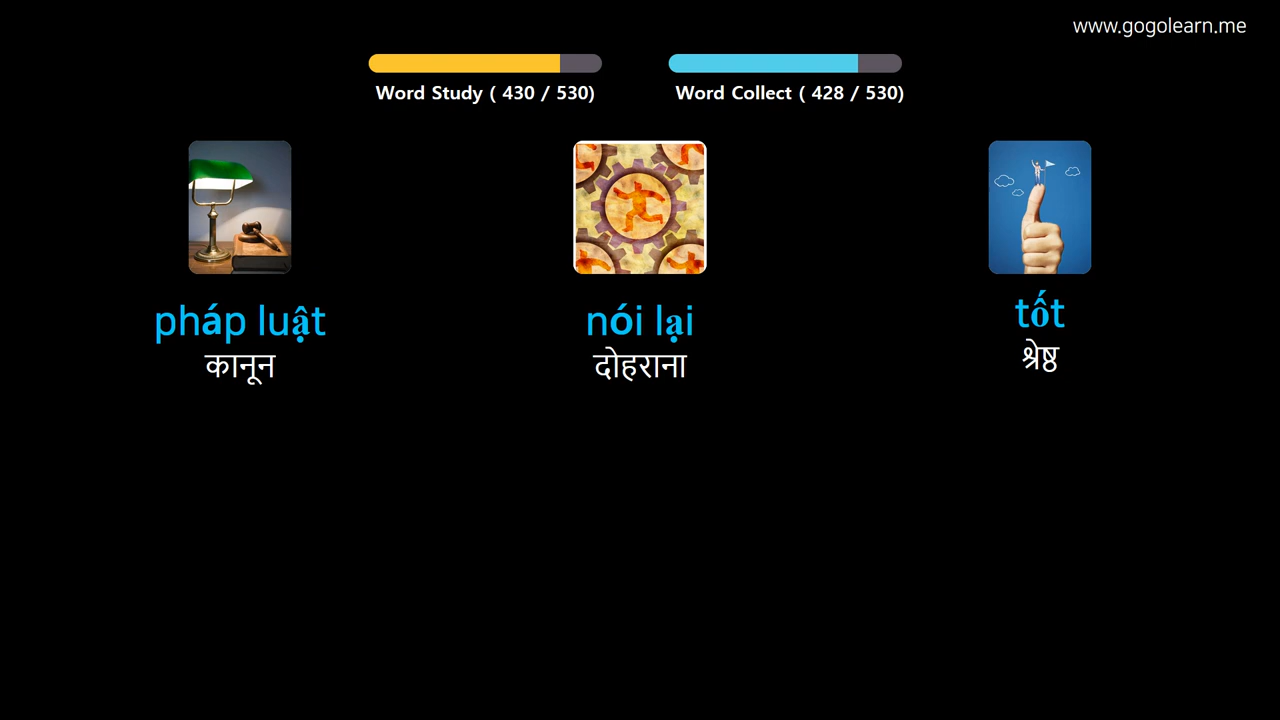 www.gogolearn.me
Word Study ( 430 / 530)
Word Collect ( 428 / 530)
pháp luật
कानून
nói lại
दोहराना
tốt
श्रेष्ठ